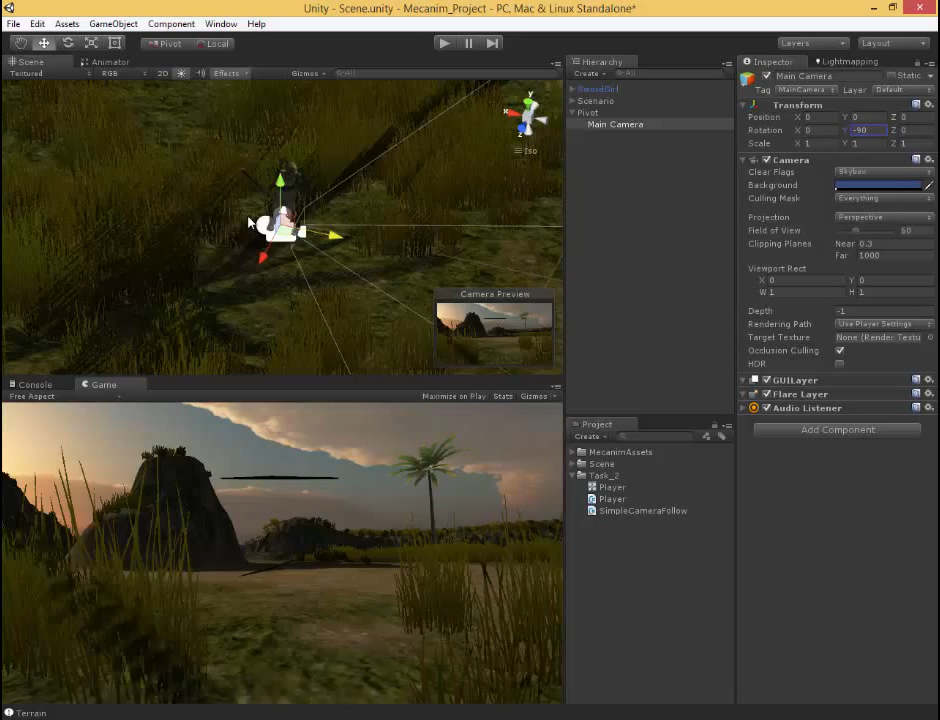 Unity - Scene.unity - Mecanim_Project - PC, Mac & Linux Standalone*
File Edit Assets GameObject Component Window Help
Pivot Local Layers Layout
Scene Animator
Textured RGB 2D Effects Gizmos All
y
x
z
Iso
Camera Preview
Console Game
Free Aspect Maximize on Play Stats Gizmos
Terrain
Hierarchy
Create All
SwordGirl
Scenario
Pivot
Main Camera
Project
Create
MecanimAssets
Scene
Task_2
Player
Player
SimpleCameraFollow
Inspector Lightmapping
Main Camera Static
Tag MainCamera Layer Default
Transform
Position X 0 Y 0 Z 0
Rotation X 0 Y -90 Z 0
Scale X 1 Y 1 Z 1
Camera
Clear Flags Skybox
Background
Culling Mask Everything
Projection Perspective
Field of View 60
Clipping Planes Near 0.3
Far 1000
Viewport Rect
X 0 Y 0
W 1 H 1
Depth -1
Rendering Path Use Player Settings
Target Texture None (Render Textu
Occlusion Culling
HDR
GUILayer
Flare Layer
Audio Listener
Add Component